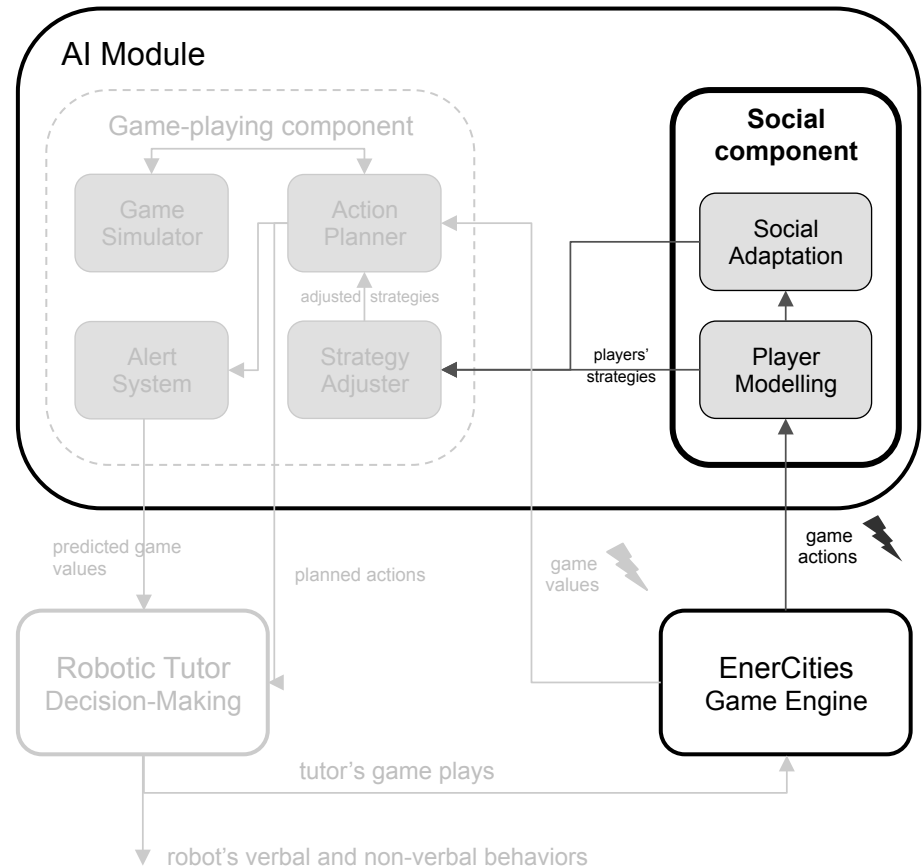 AI Module
Game-playing component
Game
Simulator
Action
Planner
adjusted strategies
Alert
System
Strategy
Adjuster
Social
component
Social
Adaptation
players'
strategies
Player
Modelling
predicted game
values
planned actions
game
values
game
actions
Robotic Tutor
Decision-Making
EnerCities
Game Engine
tutor's game plays
robot's verbal and non-verbal behaviors